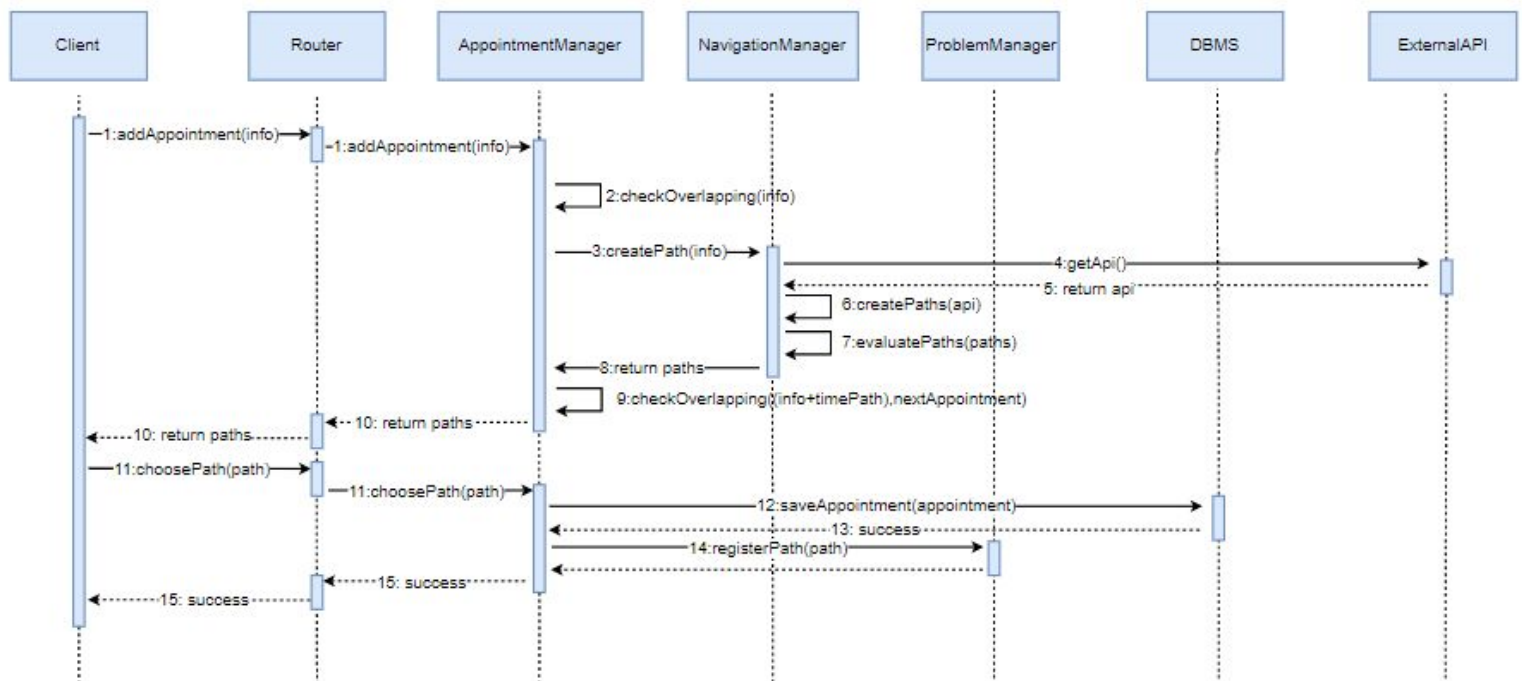 Client
Router
AppointmentManager
NavigationManager
ProblemManager
DBMS
ExternalAPI
1:addAppointment(info)
1:addAppointment(info)
2:checkOverlapping(info)
3:createPath(info)
4:getApi()
5: return api
6:createPaths(api)
7:evaluatePaths(paths)
8:return paths
9:checkOverlapping((info+timePath),nextAppointment)
10: return paths
10: return paths
11:choosePath(path)
11:choosePath(path)
12:saveAppointment(appointment)
13: success
14:registerPath(path)
15: success
15: success